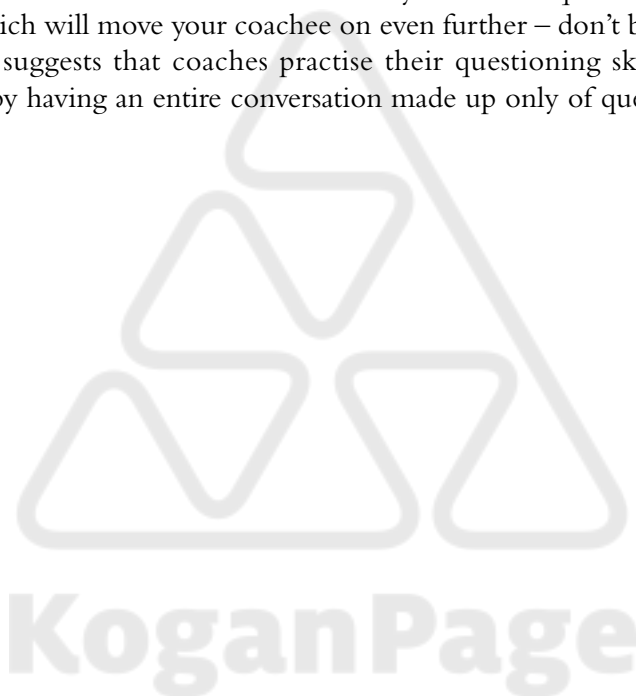 ich will move your coachee on even further – don't b
suggests that coaches practise their questioning sk
by having an entire conversation made up only of que
KoganPage